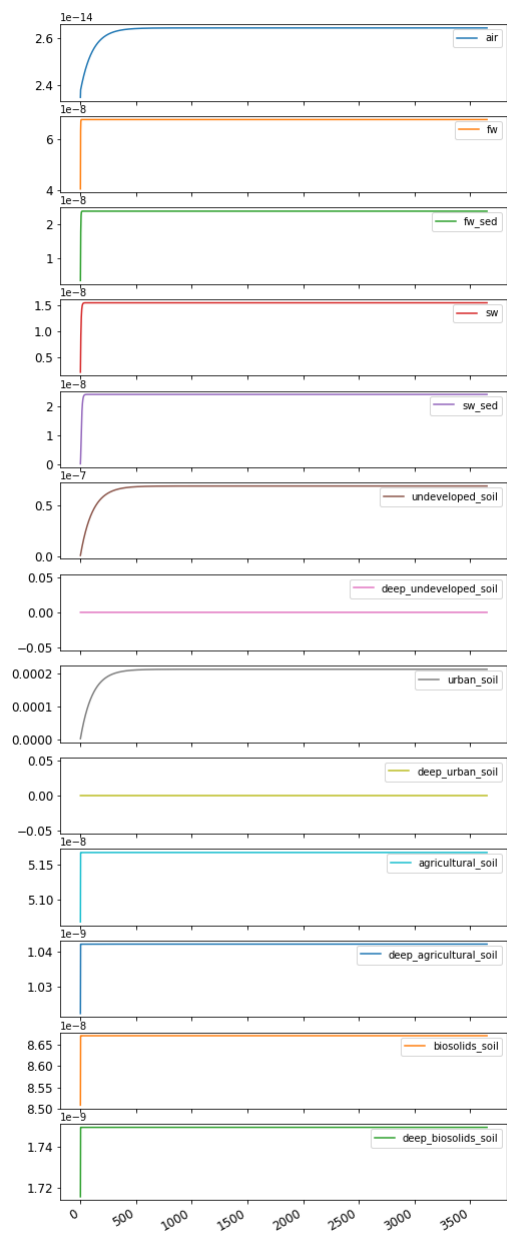 1e−14
2.6
2.4
air
1e−8
6
4
fw
1e−8
2
1
fw_sed
1e−8
1.5
1.0
0.5
sw
1e−8
2
1
0
sw_sed
1e−7
0.5
0.0
undeveloped_soil
0.05
0.00
−0.05
deep_undeveloped_soil
0.0002
0.0001
0.0000
urban_soil
0.05
0.00
−0.05
deep_urban_soil
1e−8
5.15
5.10
agricultural_soil
1e−9
1.04
1.03
deep_agricultural_soil
1e−8
8.65
8.60
8.55
8.50
biosolids_soil
1e−9
1.74
1.72
deep_biosolids_soil
0 500 1000 1500 2000 2500 3000 3500